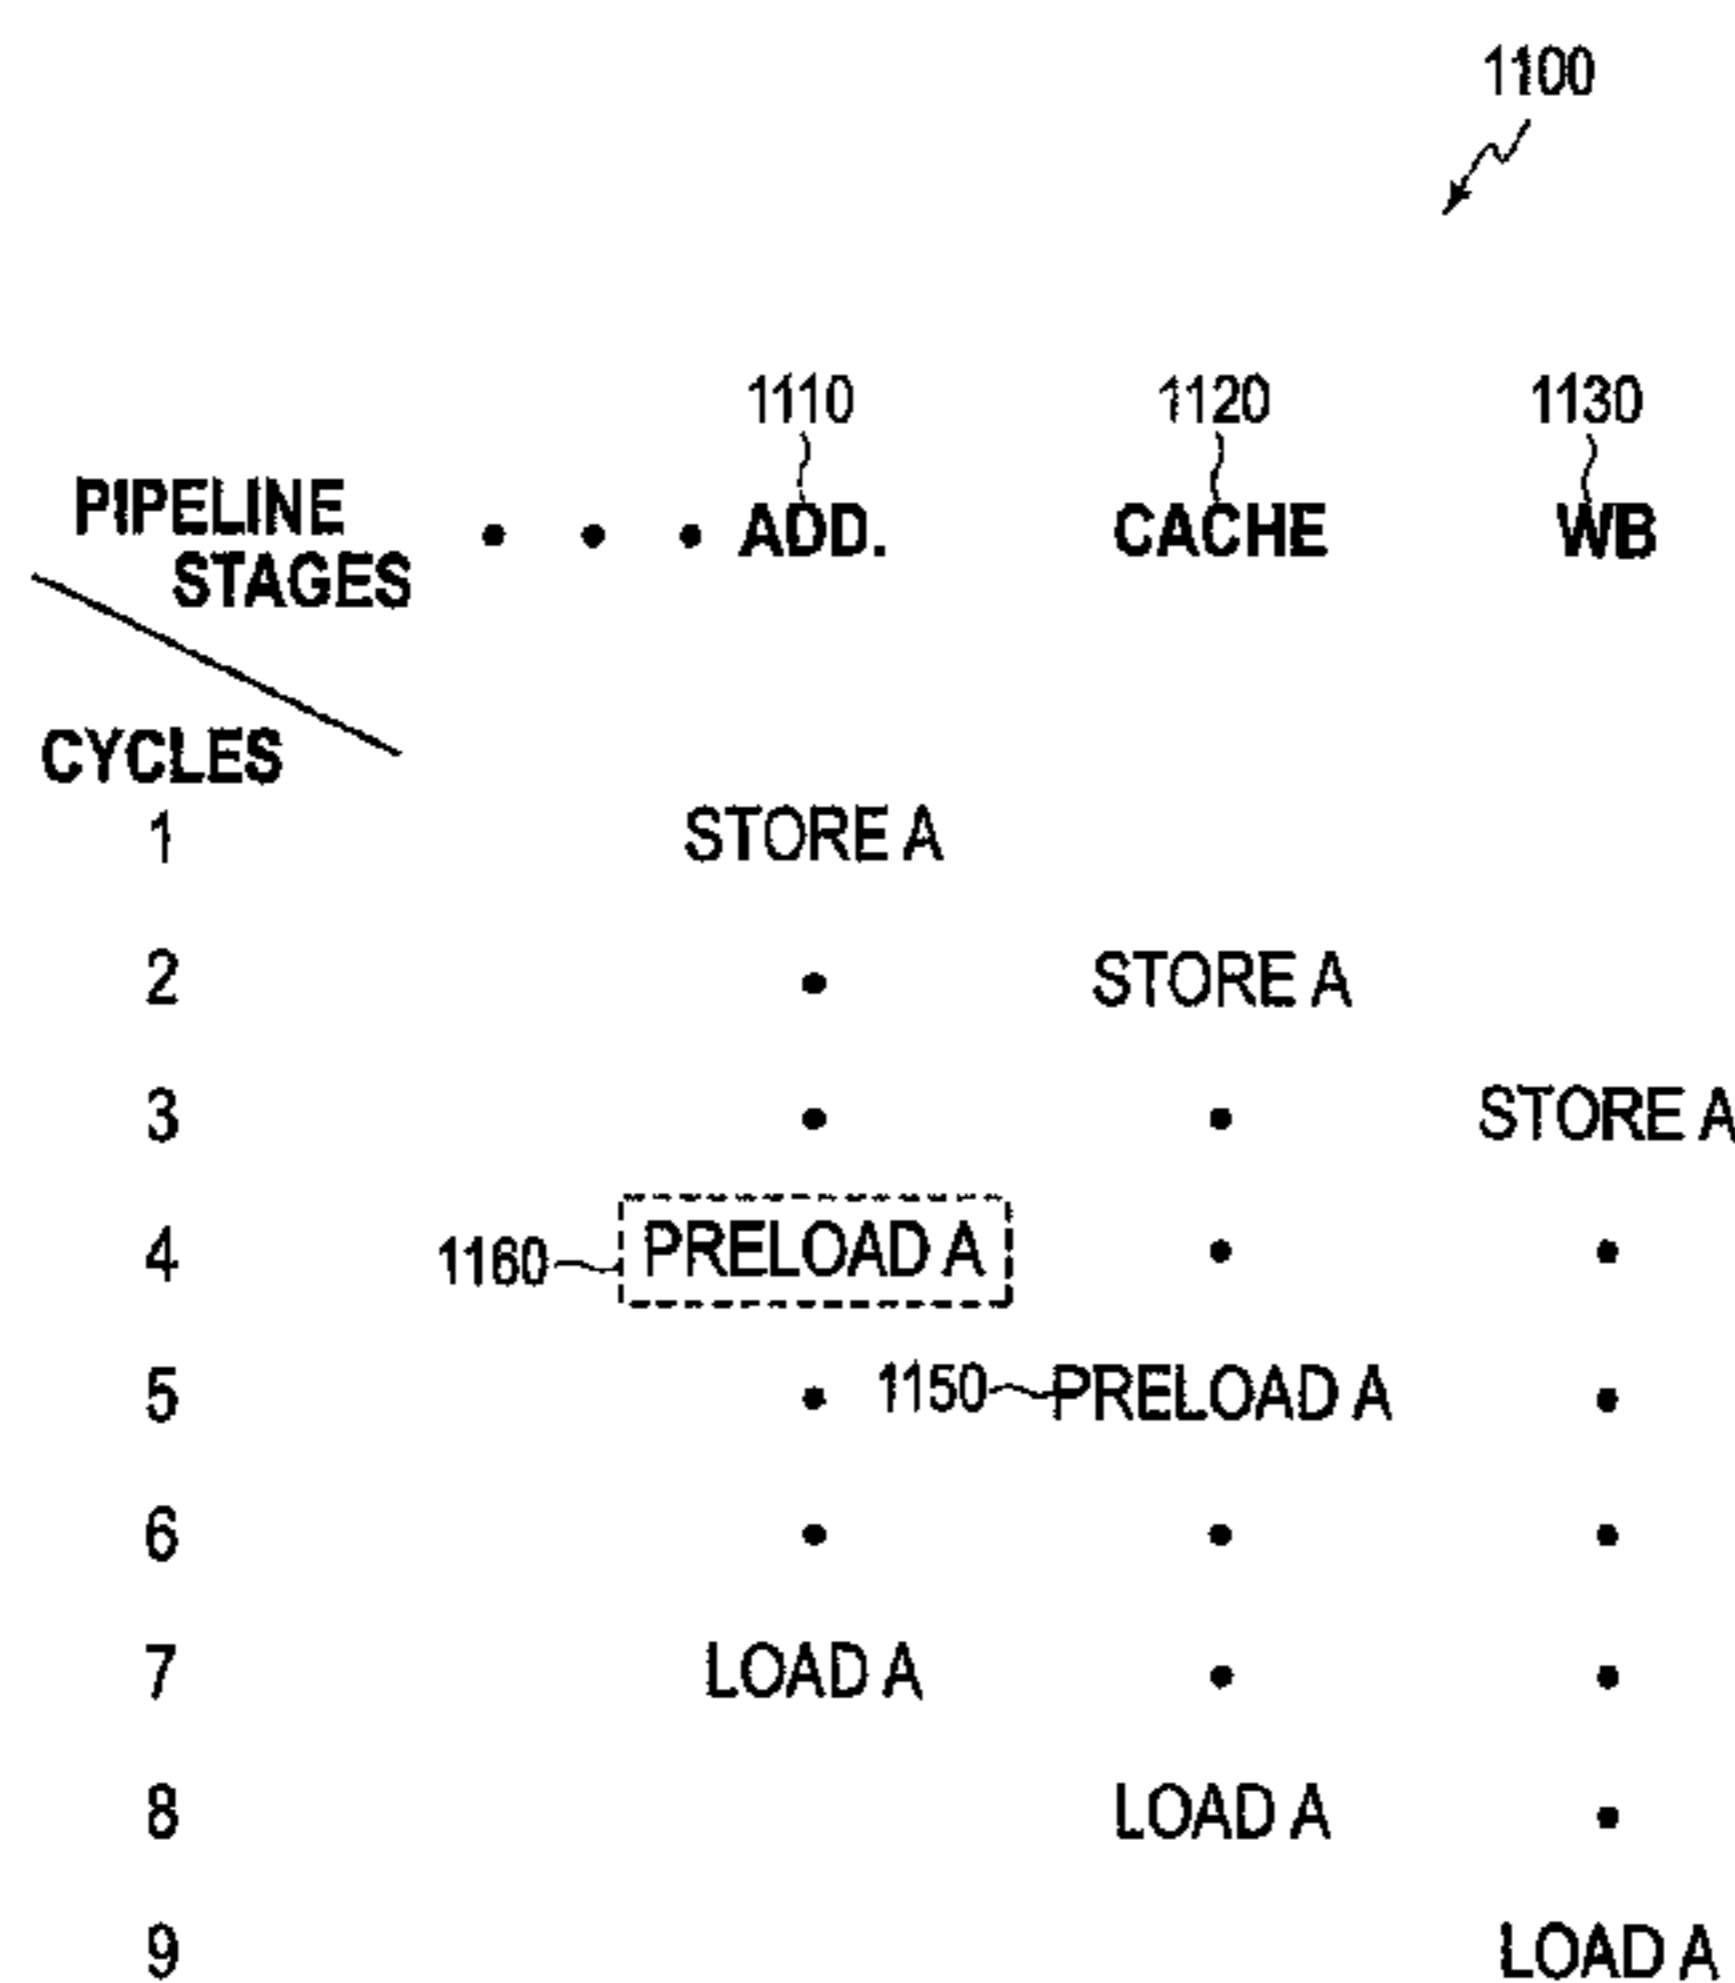 1100
1110 1120 1130
PIPELINE
STAGES • • • ADD. CACHE WB
CYCLES
1 STORE A
2 • STORE A
3 • • STORE A
4 1160 PRELOAD A • •
5 • 1150 PRELOAD A •
6 • • •
7 LOAD A • •
8 LOAD A •
9 LOAD A